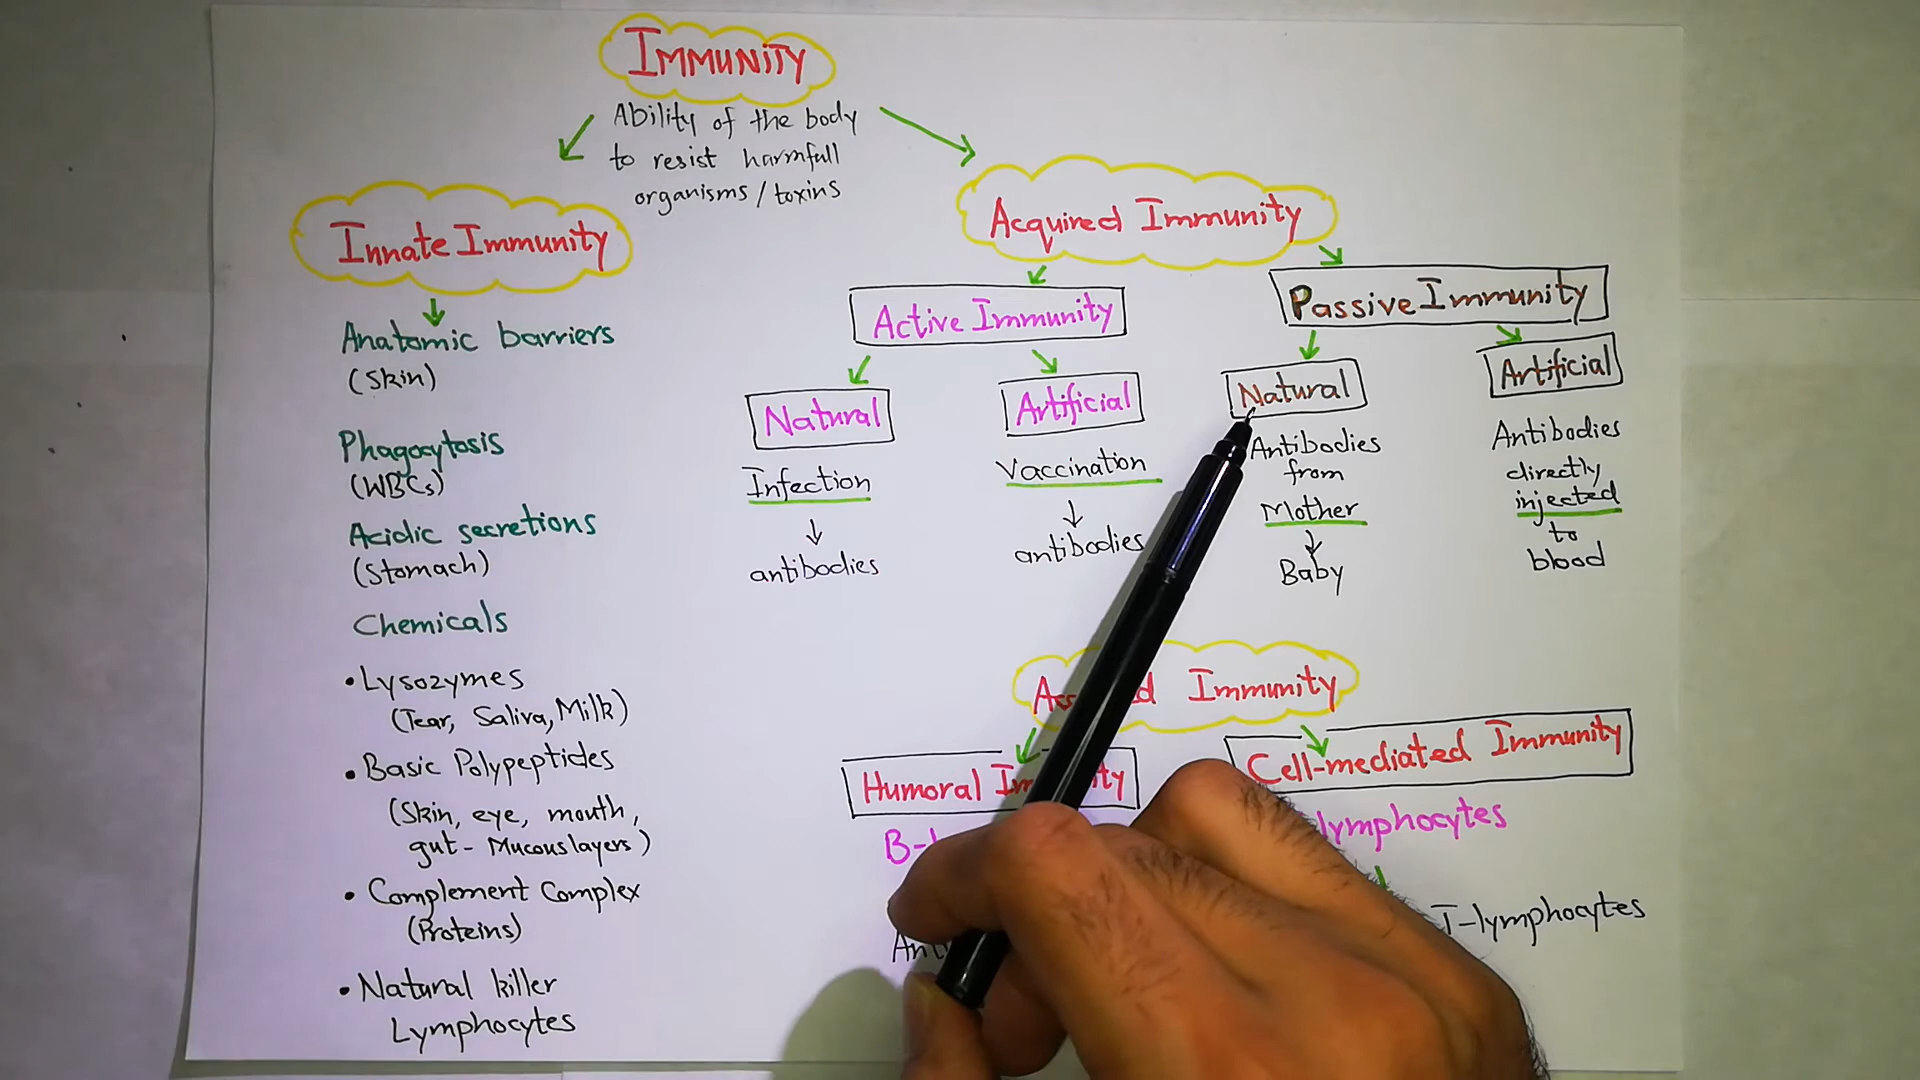 IMMUNITY
Ability of the body
to resist harmfull
organisms / toxins
Innate Immunity
Anatomic barriers
(Skin)
Phagocytosis
(WBCs)
Acidic secretions
(Stomach)
Chemicals
• Lysozymes
(Tear, Saliva, Milk)
• Basic Polypeptides
(Skin, eye, mouth,
gut - Mucous layers)
• Complement Complex
(Proteins)
• Natural killer
Lymphocytes
Acquired Immunity
Active Immunity
Natural
Infection
antibodies
Artificial
Vaccination
antibodies
Passive Immunity
Natural
Antibodies
from
Mother
Baby
Artificial
Antibodies
directly
injected
to
blood
Immunity
Humoral
B-
Cell-mediated Immunity
lymphocytes
T-lymphocytes